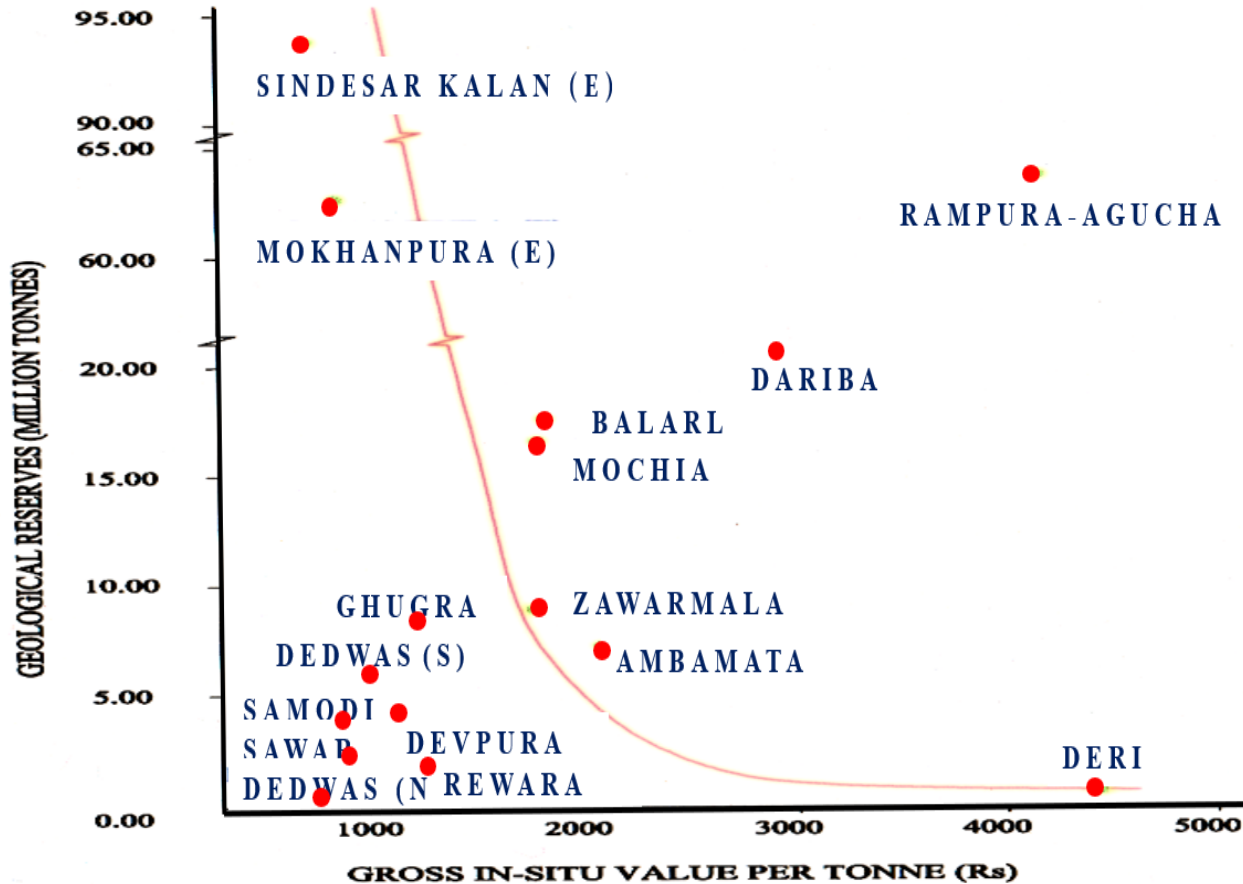 95.00
SINDESAR KALAN (E)
90.00
65.00
RAMPURA-AGUCHA
MOKHANPURA (E)
60.00
20.00
DARIBA
BALARL
MOCHIA
15.00
10.00
GHUGRA
ZAWARMALA
DEDWAS (S)
AMBAMATA
5.00
SAMODI
DEVPURA
SAWAR
DERI
DEDWAS (N
REWARA
0.00
1000 2000 3000 4000 5000
GEOLOGICAL RESERVES (MILLION TONNES)
GROSS IN-SITU VALUE PER TONNE (Rs)